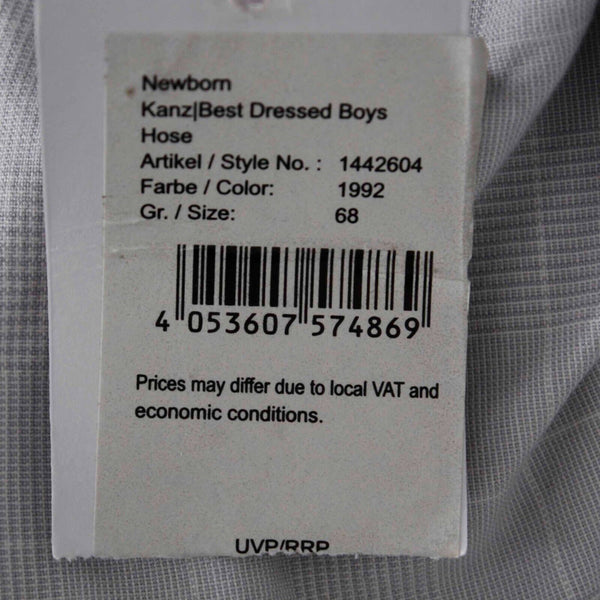 Newborn
Kanz|Best Dressed Boys
Hose
Artikel / Style No. : 1442604
Farbe / Color: 1992
Gr. / Size: 68
4 053607 574869
Prices may differ due to local VAT and
economic conditions.
UVP/RRP